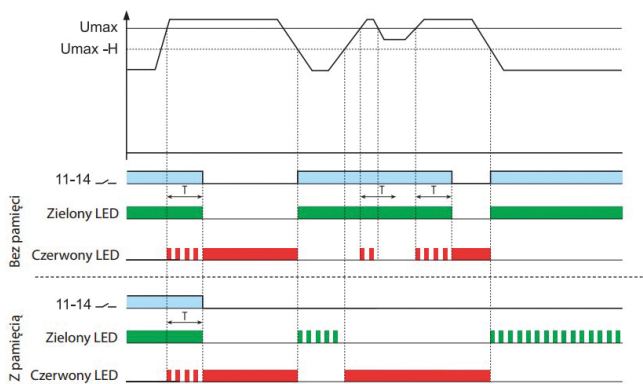 Umax
Umax -H
Bez pamięci
11-14
T
T
T
Zielony LED
Czerwony LED
Z pamięcią
11-14
T
Zielony LED
Czerwony LED